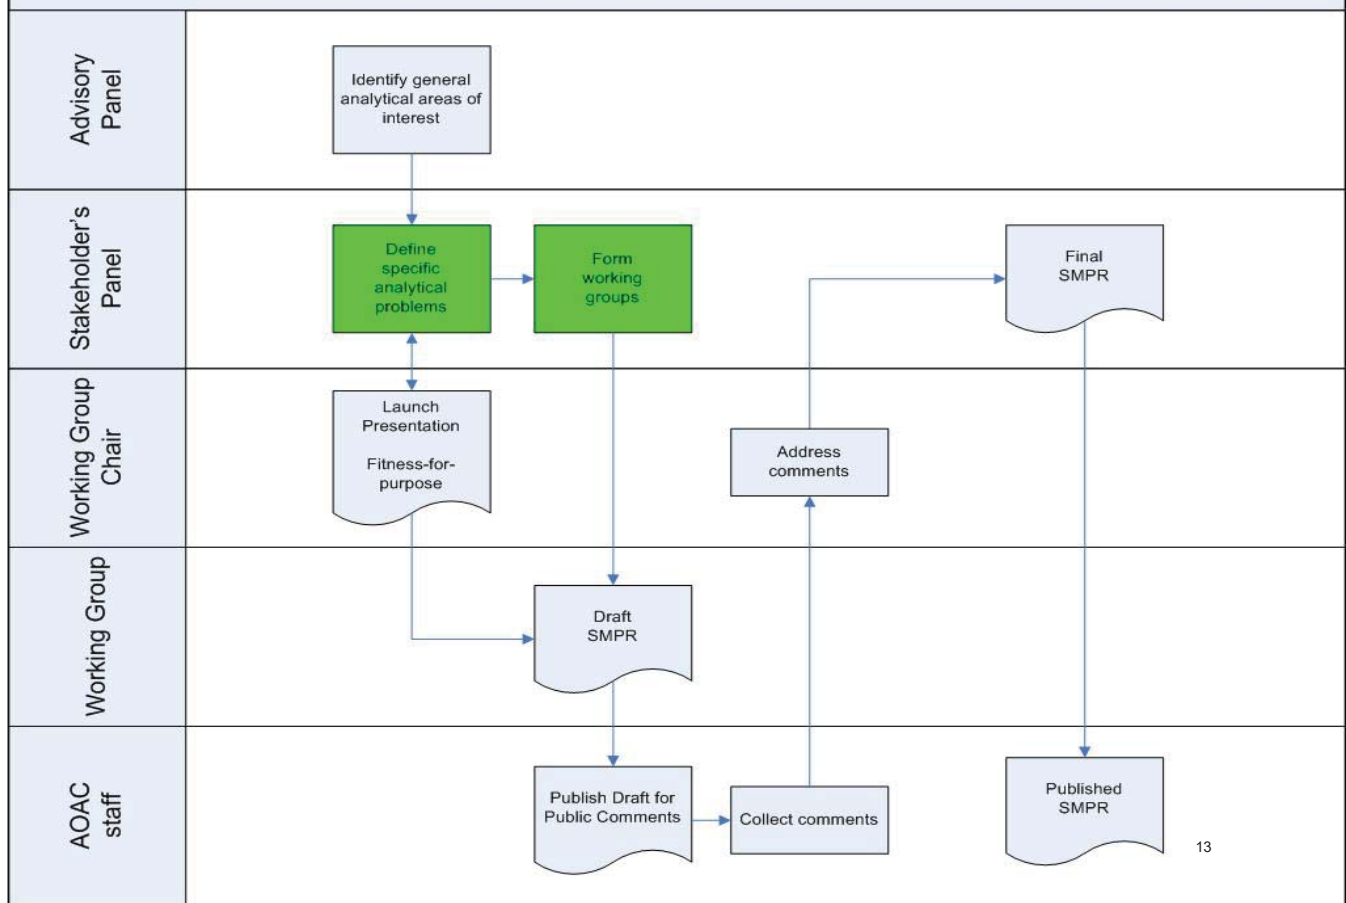 Advisory
Panel
Identify general
analytical areas of
interest
Stakeholder's
Panel
Define
specific
analytical
problems
Form
working
groups
Final
SMPR
Working Group
Chair
Launch
Presentation
Fitness-for-
purpose
Address
comments
Working Group
Draft
SMPR
AOAC
staff
Publish Draft for
Public Comments
Collect comments
Published
SMPR
13